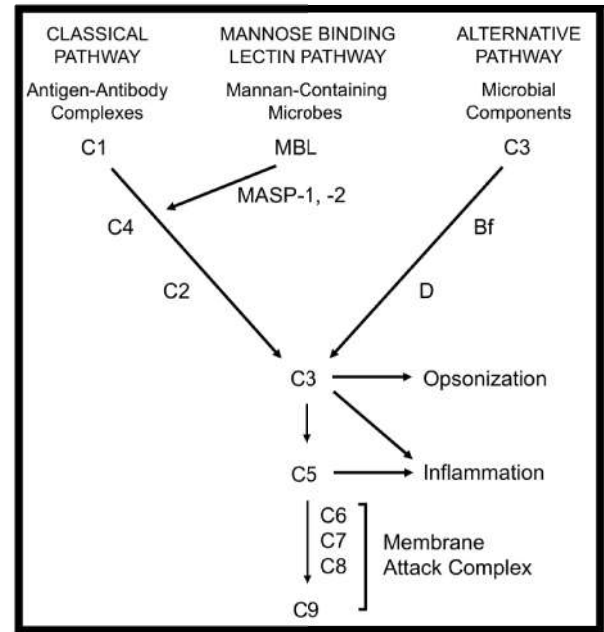 CLASSICAL
PATHWAY
Antigen-Antibody
Complexes
C1
MANNOSE BINDING
LECTIN PATHWAY
Mannan-Containing
Microbes
MBL
ALTERNATIVE
PATHWAY
Microbial
Components
C3
MASP-1, -2
C4
C2
Bf
D
C3
Opsonization
C5
Inflammation
C6
C7
C8
C9
Membrane
Attack Complex